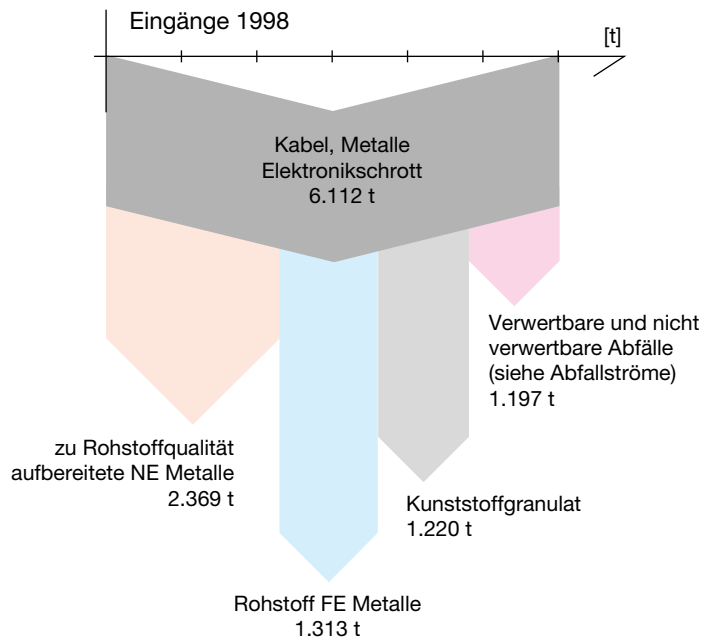 Eingänge 1998
[t]
Kabel, Metalle
Elektronikschrott
6.112 t
Verwertbare und nicht
verwertbare Abfälle
(siehe Abfallströme)
1.197 t
zu Rohstoffqualität
aufbereitete NE Metalle
2.369 t
Kunststoffgranulat
1.220 t
Rohstoff FE Metalle
1.313 t